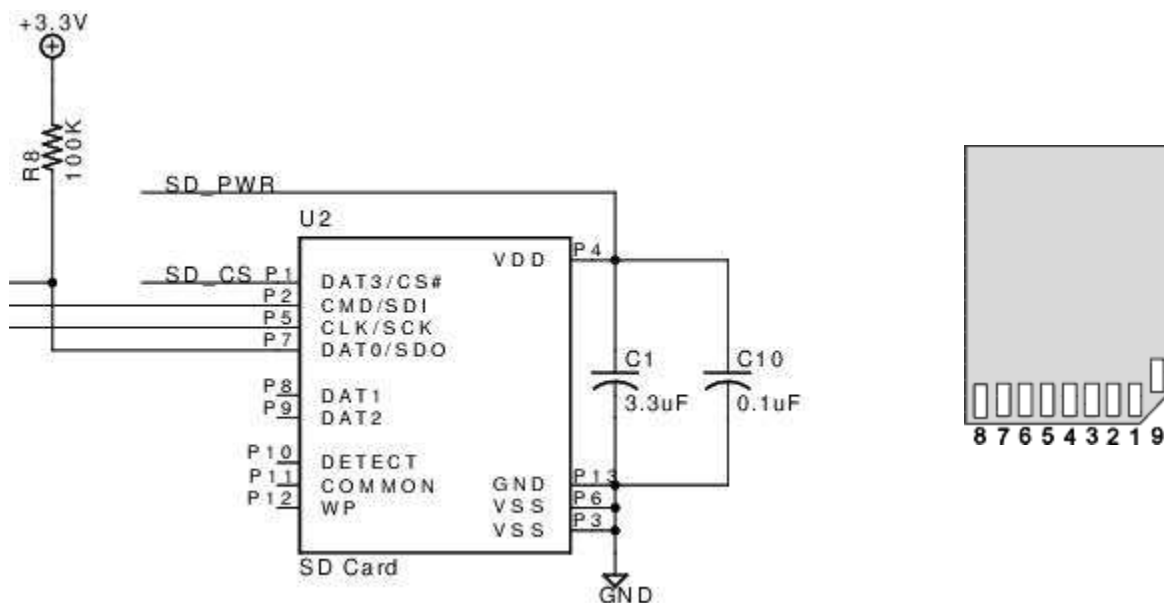 +3.3V
R8
100K
SD_PWR
U2
VDD
P4
SD_CS
P1
DAT3/CS#
P2
CMD/SDI
P5
CLK/SCK
P7
DAT0/SDO
C1
3.3uF
C10
0.1uF
P8
DAT1
P9
DAT2
P10
DETECT
P11
COMMON
P12
WP
GND
P13
VSS
P6
VSS
P3
SD Card
GND
8 7 6 5 4 3 2 1 9